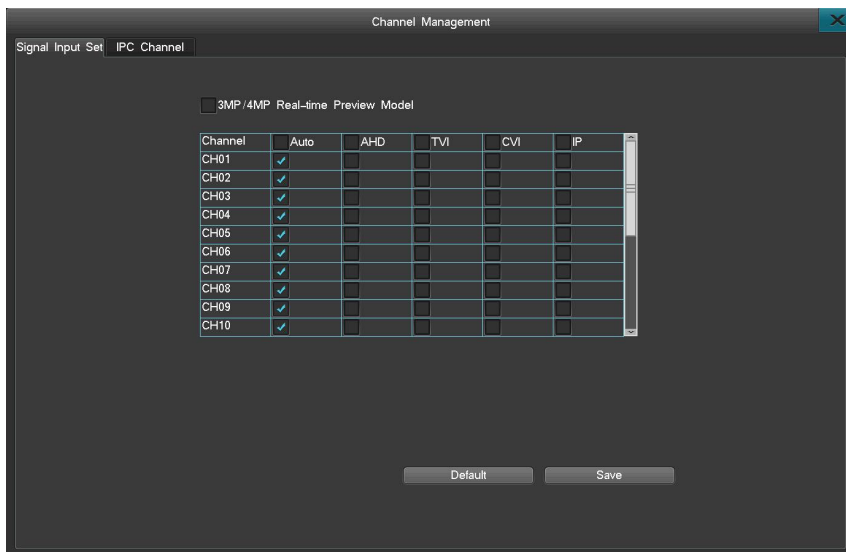 Channel Management
Signal Input Set IPC Channel
3MP/4MP Real-time Preview Model
Channel Auto AHD TVI CVI IP
CH01
CH02
CH03
CH04
CH05
CH06
CH07
CH08
CH09
CH10
Default Save